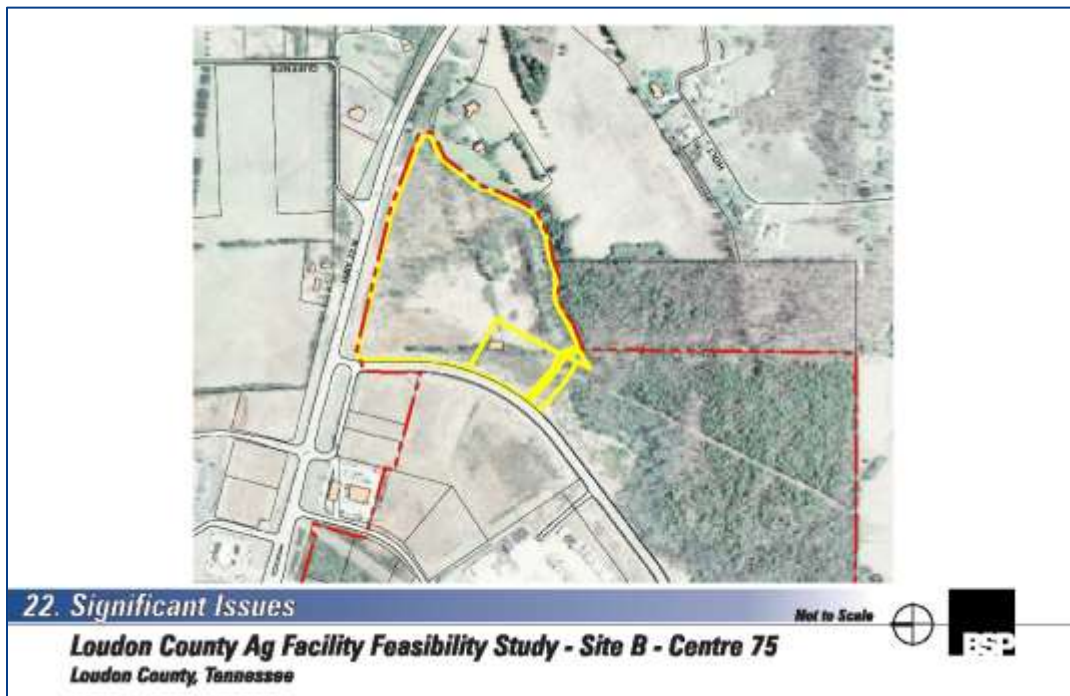 HOLT
22. Significant Issues
Not to Scale
BSP
Loudon County Ag Facility Feasibility Study - Site B - Centre 75
Loudon County, Tennessee